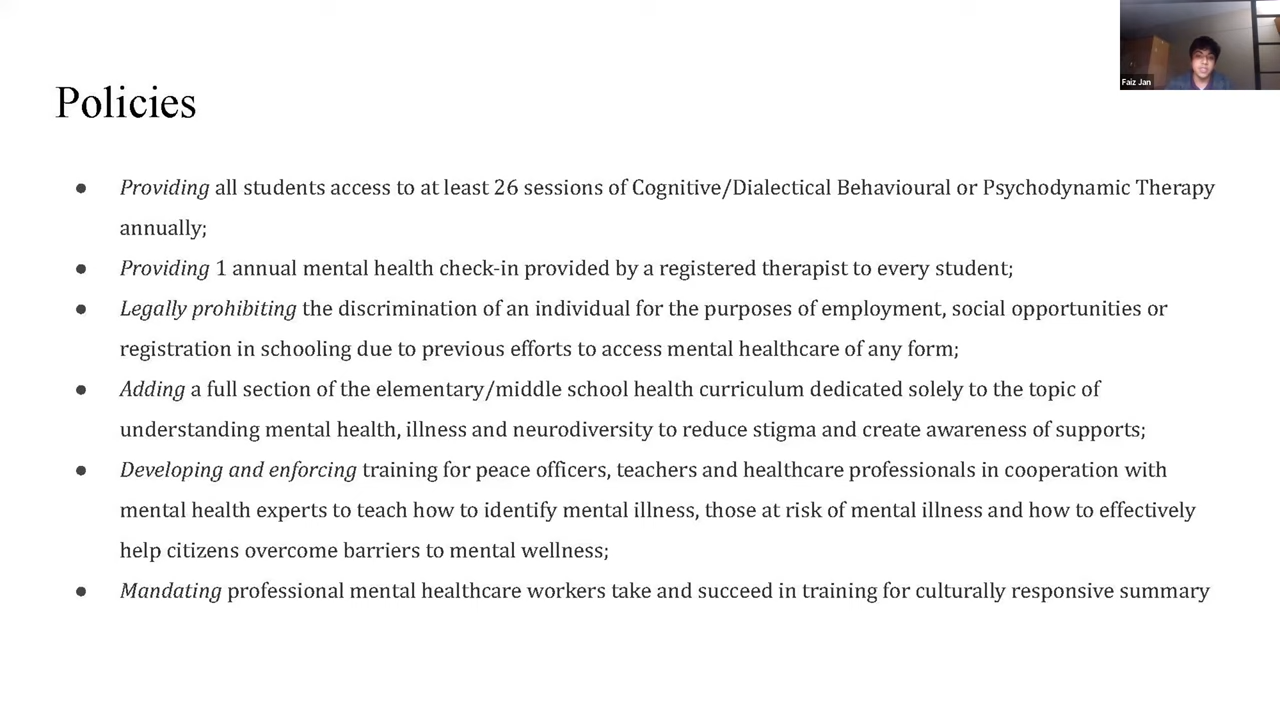 Faiz Jan
Policies
● Providing all students access to at least 26 sessions of Cognitive/Dialectical Behavioural or Psychodynamic Therapy
annually;
● Providing 1 annual mental health check-in provided by a registered therapist to every student;
● Legally prohibiting the discrimination of an individual for the purposes of employment, social opportunities or
registration in schooling due to previous efforts to access mental healthcare of any form;
● Adding a full section of the elementary/middle school health curriculum dedicated solely to the topic of
understanding mental health, illness and neurodiversity to reduce stigma and create awareness of supports;
● Developing and enforcing training for peace officers, teachers and healthcare professionals in cooperation with
mental health experts to teach how to identify mental illness, those at risk of mental illness and how to effectively
help citizens overcome barriers to mental wellness;
● Mandating professional mental healthcare workers take and succeed in training for culturally responsive summary